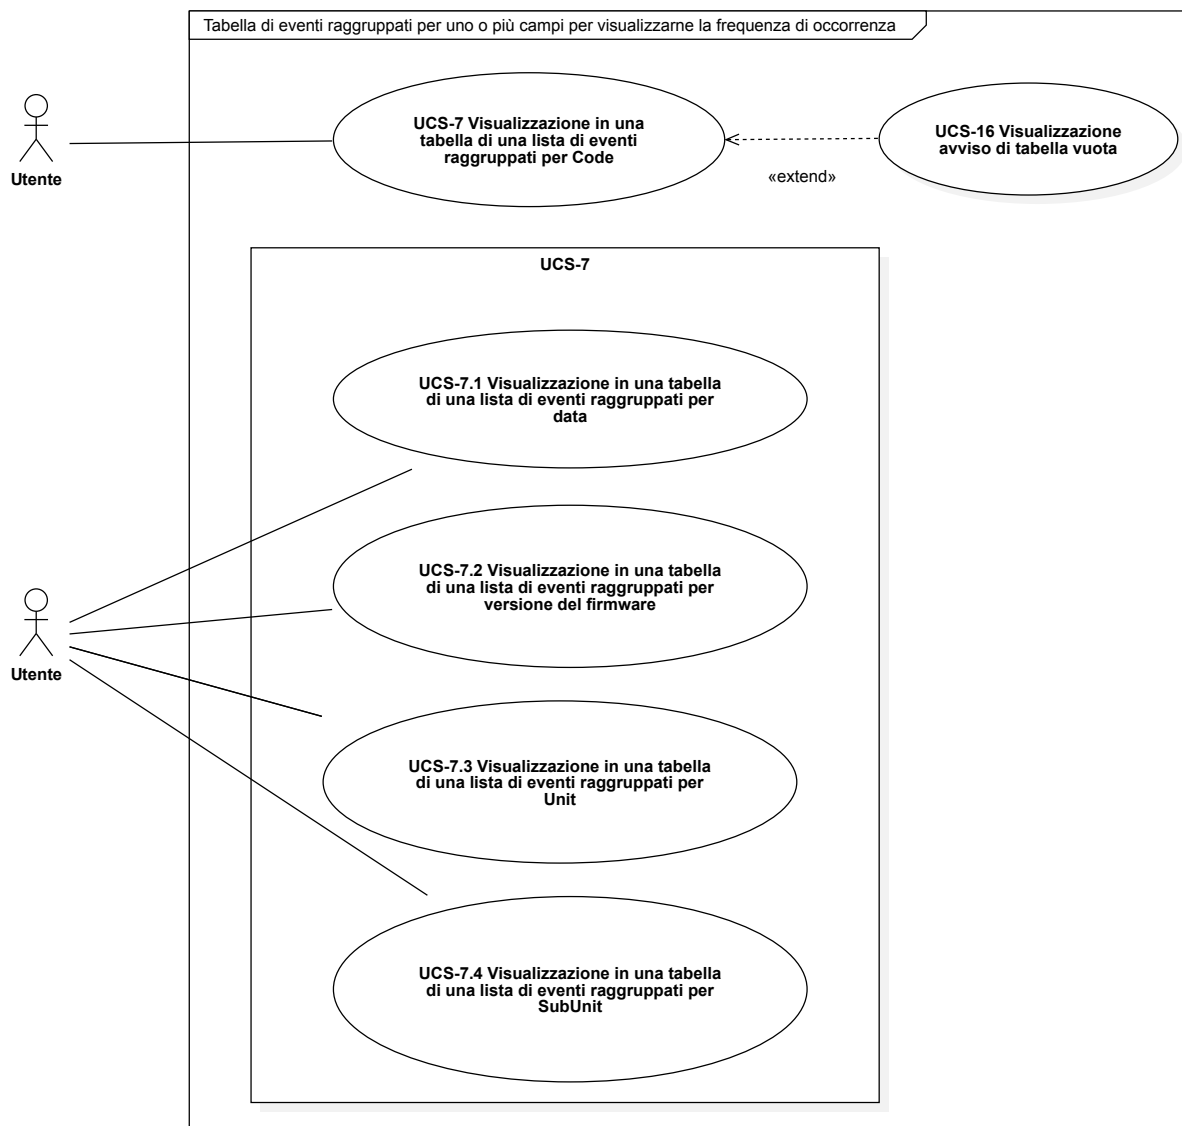 Tabella di eventi raggruppati per uno o più campi per visualizzarne la frequenza di occorrenza
Utente
UCS-7 Visualizzazione in una
tabella di una lista di eventi
raggruppati per Code
«extend»
UCS-16 Visualizzazione
avviso di tabella vuota
UCS-7
UCS-7.1 Visualizzazione in una tabella
di una lista di eventi raggruppati per
data
UCS-7.2 Visualizzazione in una tabella
di una lista di eventi raggruppati per
versione del firmware
Utente
UCS-7.3 Visualizzazione in una tabella
di una lista di eventi raggruppati per
Unit
UCS-7.4 Visualizzazione in una tabella
di una lista di eventi raggruppati per
SubUnit